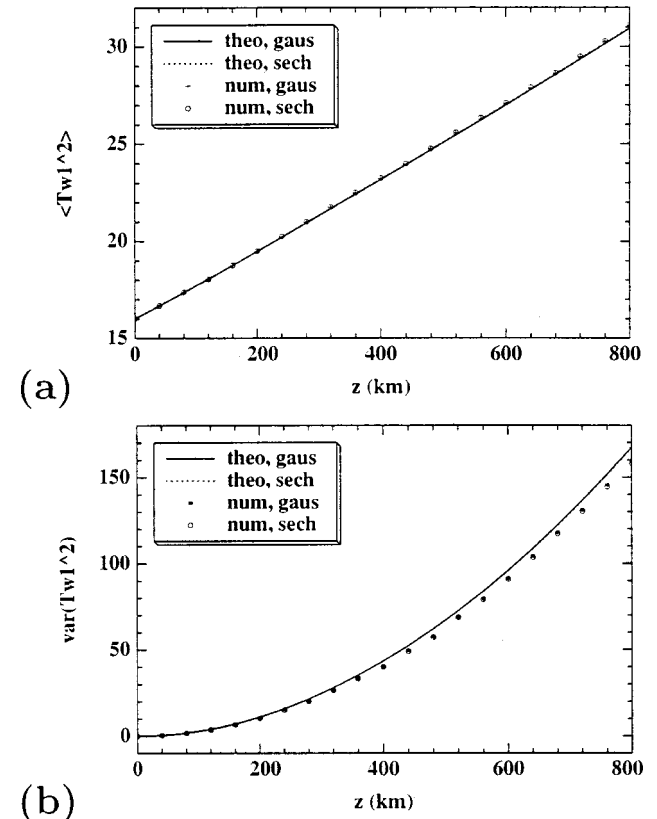 30
25
20
15
<Tw1^2>
theo, gaus
theo, sech
num, gaus
num, sech
0 200 400 600 800
z (km)
(a)
150
100
50
0
var(Tw1^2)
theo, gaus
theo, sech
num, gaus
num, sech
0 200 400 600 800
z (km)
(b)